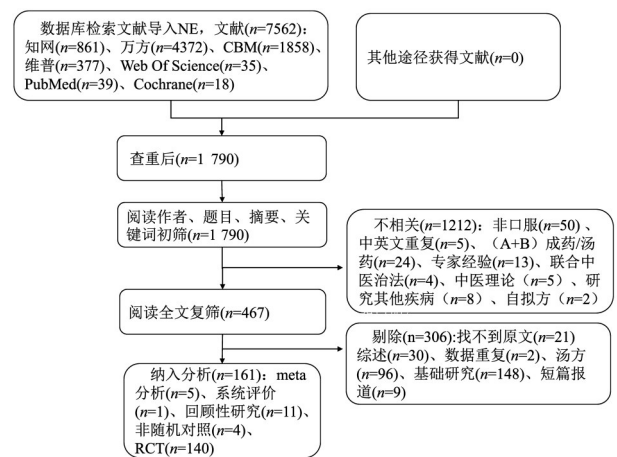 数据库检索文献导入NE，文献(n=7562)：
知网(n=861)、万方(n=4372)、CBM(n=1858)、
维普(n=377)、Web Of Science(n=35)、
PubMed(n=39)、Cochrane(n=18)
其他途径获得文献(n=0)
查重后(n=1 790)
阅读作者、题目、摘要、关
键词初筛(n=1 790)
不相关(n=1212)：非口服(n=50)、
中英文重复(n=5)、（A+B）成药/汤
药(n=24)、专家经验(n=13)、联合中
医治法(n=4)、中医理论（n=5）、研
究其他疾病（n=8）、自拟方（n=2）
阅读全文复筛(n=467)
剔除(n=306):找不到原文(n=21)
综述(n=30)、数据重复(n=2)、汤方
(n=96)、基础研究(n=148)、短篇报
道(n=9)
纳入分析(n=161)：meta
分析(n=5)、系统评价
(n=1)、回顾性研究(n=11)、
非随机对照(n=4)、
RCT(n=140)